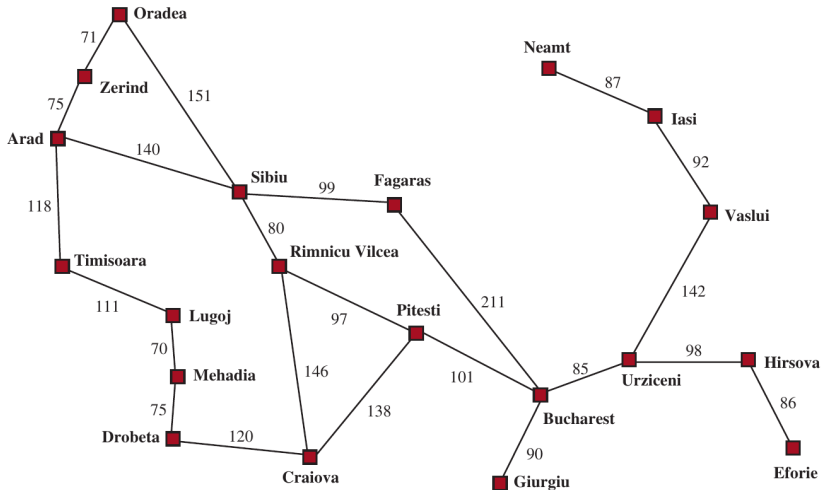 Oradea
71
Neamt
Zerind
87
151
75
Iasi
Arad
140
92
Sibiu
Fagaras
99
118
Vaslui
80
Rimnicu Vilcea
Timisoara
142
111
Pitesti
211
Lugoj
97
70
98
Hirsova
146
101
85
Mehadia
Urziceni
138
86
75
Bucharest
Drobeta
120
90
Craiova
Eforie
Giurgiu